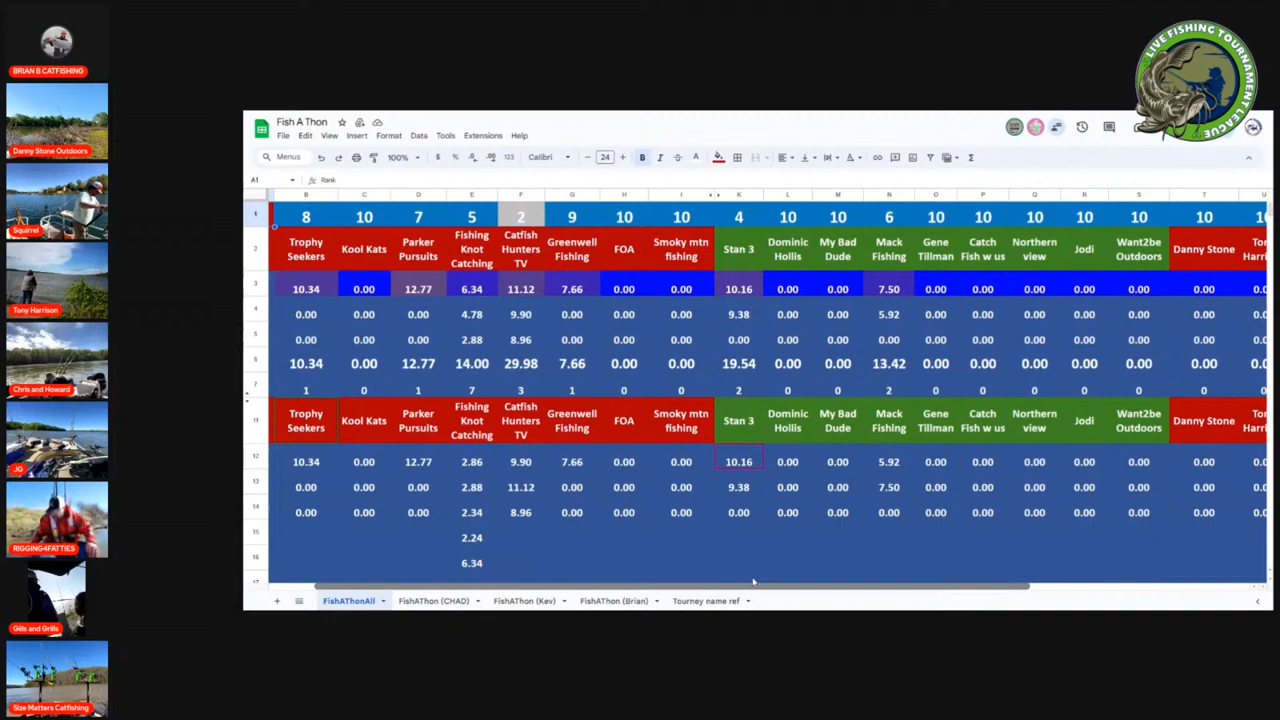 BRIAN B CATFISHING
Danny Stone Outdoors
Squirrel
Tony Harrison
Chris and Howard
JG
RIGGING4FATTIES
Gills and Grills
Size Matters Catfishing
LIVE FISHING TOURNAMENT LEAGUE
Fish A Thon
File Edit View Insert Format Data Tools Extensions Help
Menus 100% $ % .0 .00 123 Calibri 24 B I A
A1 Rank
B C D E F G H I K L M N O P Q R S T U
1 8 10 7 5 2 9 10 10 4 10 10 6 10 10 10 10 10 10 10
2 Trophy Seekers Kool Kats Parker Pursuits Fishing Knot Catching Catfish Hunters TV Greenwell Fishing FOA Smoky mtn fishing Stan 3 Dominic Hollis My Bad Dude Mack Fishing Gene Tillman Catch Fish w us Northern view Jodi Want2be Outdoors Danny Stone
3 10.34 0.00 12.77 6.34 11.12 7.66 0.00 0.00 10.16 0.00 0.00 7.50 0.00 0.00 0.00 0.00 0.00 0.00
4 0.00 0.00 0.00 4.78 9.90 0.00 0.00 0.00 9.38 0.00 0.00 5.92 0.00 0.00 0.00 0.00 0.00 0.00
5 0.00 0.00 0.00 2.88 8.96 0.00 0.00 0.00 0.00 0.00 0.00 0.00 0.00 0.00 0.00 0.00 0.00 0.00
6 10.34 0.00 12.77 14.00 29.98 7.66 0.00 0.00 19.54 0.00 0.00 13.42 0.00 0.00 0.00 0.00 0.00 0.00
7 1 0 1 7 3 1 0 0 2 0 0 2 0 0 0 0 0 0
11 Trophy Seekers Kool Kats Parker Pursuits Fishing Knot Catching Catfish Hunters TV Greenwell Fishing FOA Smoky mtn fishing Stan 3 Dominic Hollis My Bad Dude Mack Fishing Gene Tillman Catch Fish w us Northern view Jodi Want2be Outdoors Danny Stone
12 10.34 0.00 12.77 2.86 9.90 7.66 0.00 0.00 10.16 0.00 0.00 5.92 0.00 0.00 0.00 0.00 0.00 0.00
13 0.00 0.00 0.00 2.88 11.12 0.00 0.00 0.00 9.38 0.00 0.00 7.50 0.00 0.00 0.00 0.00 0.00 0.00
14 0.00 0.00 0.00 2.34 8.96 0.00 0.00 0.00 0.00 0.00 0.00 0.00 0.00 0.00 0.00 0.00 0.00 0.00
15 2.24
16 6.34
17
FishAThonAll FishAThon (CHAD) FishAThon (Kev) FishAThon (Brian) Tourney name ref